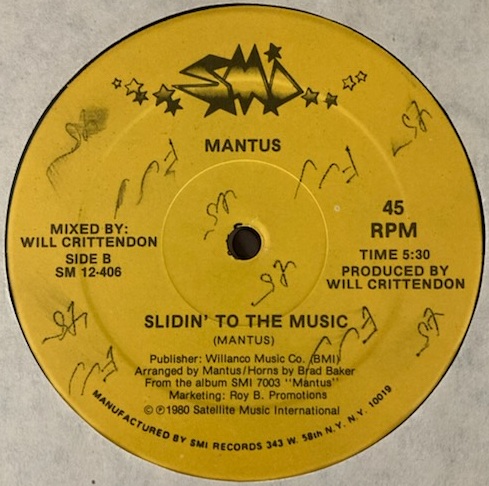 SMI
MANTUS
MIXED BY:
WILL CRITTENDON
SIDE B
SM 12-406
45
RPM
TIME 5:30
PRODUCED BY
WILL CRITTENDON
SLIDIN' TO THE MUSIC
(MANTUS)
Publisher: Willanco Music Co. (BMI)
Arranged by Mantus/Horns by Brad Baker
From the album SMI 7003 "Mantus"
Marketing: Roy B. Promotions
© ℗ 1980 Satellite Music International
MANUFACTURED BY SMI RECORDS 343 W. 58th N.Y. N.Y. 10019